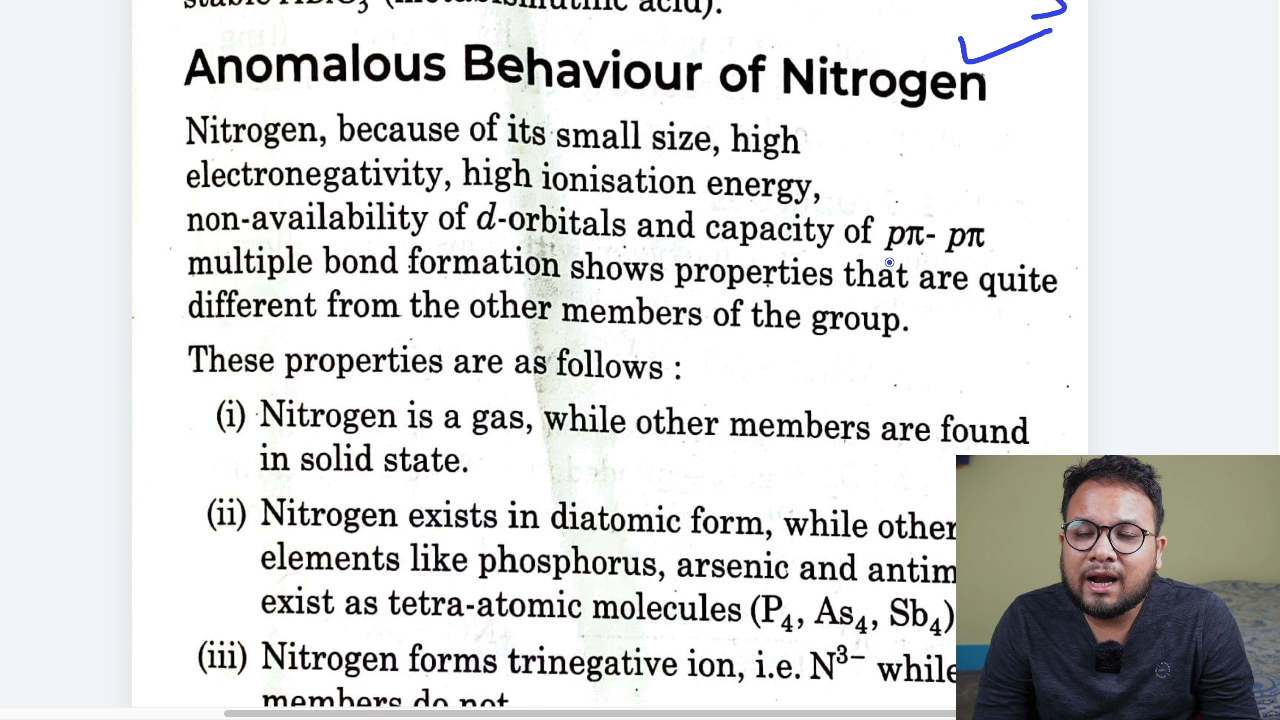 Anomalous Behaviour of Nitrogen
Nitrogen, because of its small size, high
electronegativity, high ionisation energy,
non-availability of d-orbitals and capacity of pπ- pπ
multiple bond formation shows properties that are quite
different from the other members of the group.
These properties are as follows :
(i) Nitrogen is a gas, while other members are found
in solid state.
(ii) Nitrogen exists in diatomic form, while other
elements like phosphorus, arsenic and antim
exist as tetra-atomic molecules (P₄, As₄, Sb₄)
(iii) Nitrogen forms trinegative ion, i.e. N³⁻ while
members do not